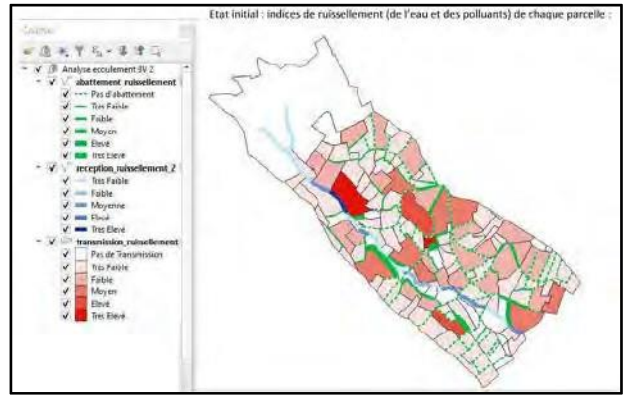 Etat initial : indices de ruissellement (de l'eau et des polluants) de chaque parcelle :
Analyse ecoulement BV 2
abattement_ruissellement
Pas d'abattement
Tres Faible
Faible
Moyen
Elevé
Tres Elevé
reception_ruissellement_2
Tres Faible
Faible
Moyenne
Elevé
Tres Elevé
transmission_ruissellement
Pas de Transmission
Tres Faible
Faible
Moyen
Elevé
Tres Elevé